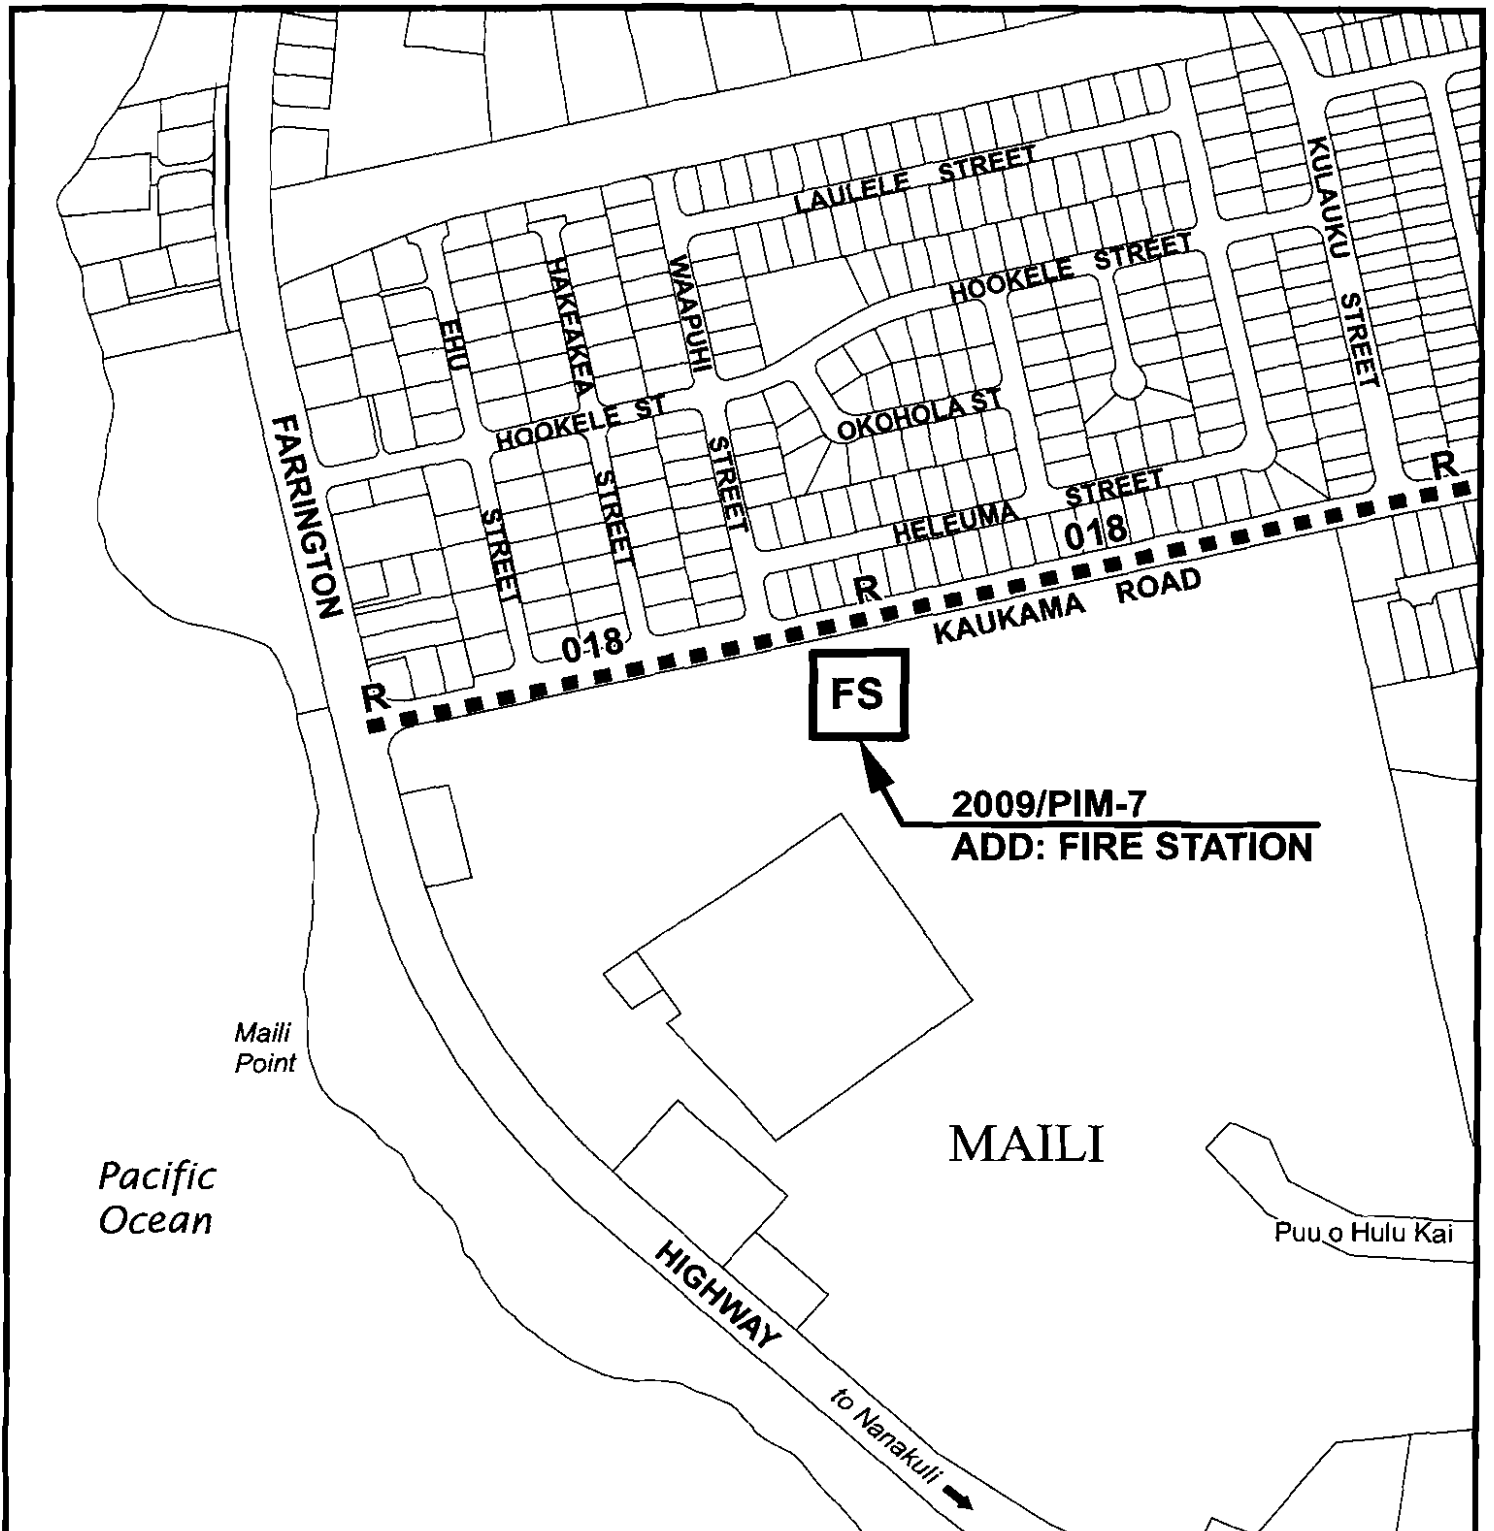 LAULELE STREET
KULAUKU STREET
HOOKELE STREET
WAAPUHI STREET
HAKEAKEA STREET
EHU STREET
HOOKELE ST
OKOHOLA ST
FARRINGTON HIGHWAY
HELEUMA STREET
R
018
R
KAUKAMA ROAD
018
R
FS
2009/PIM-7
ADD: FIRE STATION
Maili
Point
MAILI
Pacific
Ocean
Puu o Hulu Kai
to Nanakuli